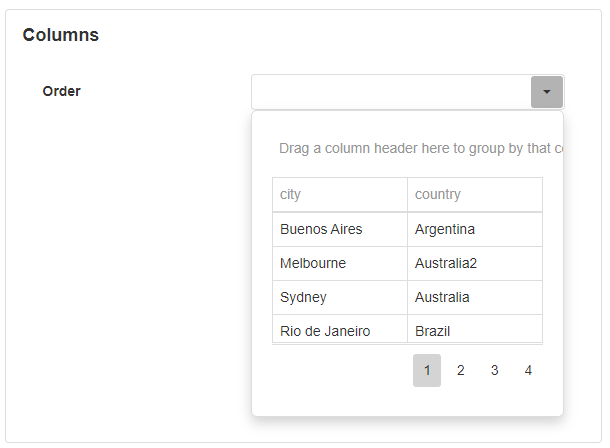 Columns
Order
Drag a column header here to group by that
city country
Buenos Aires Argentina
Melbourne Australia2
Sydney Australia
Rio de Janeiro Brazil
1 2 3 4